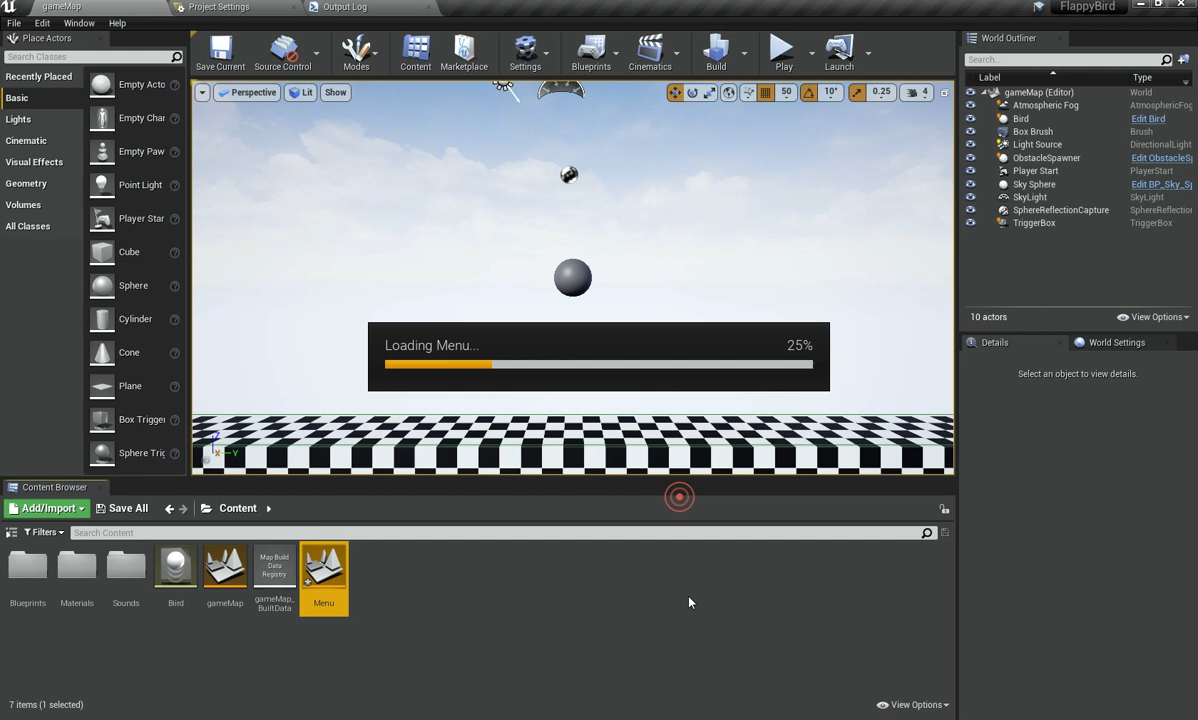 gameMap
Project Settings
Output Log
FlappyBird
File Edit Window Help
Place Actors
Search Classes
Recently Placed
Basic
Lights
Cinematic
Visual Effects
Geometry
Volumes
All Classes
Empty Acto
Empty Char
Empty Paw
Point Light
Player Star
Cube
Sphere
Cylinder
Cone
Plane
Box Trigger
Sphere Trig
Save Current
Source Control
Modes
Content
Marketplace
Settings
Blueprints
Cinematics
Build
Play
Launch
Perspective
Lit
Show
50
10°
0.25
4
Loading Menu... 25%
Z
X
Y
World Outliner
Search...
Label Type
gameMap (Editor) World
Atmospheric Fog AtmosphericFog
Bird Edit Bird
Box Brush Brush
Light Source DirectionalLight
ObstacleSpawner Edit ObstacleS
Player Start PlayerStart
Sky Sphere Edit BP_Sky_S
SkyLight SkyLight
SphereReflectionCapture SphereReflection
TriggerBox TriggerBox
10 actors View Options
Details
World Settings
Select an object to view details.
Content Browser
Add/Import Save All Content
Filters Search Content
Blueprints
Materials
Sounds
Biird
gameMap
Map Build
Data
Registry
gameMap_
BuiltData
Menu
7 items (1 selected)
View Options